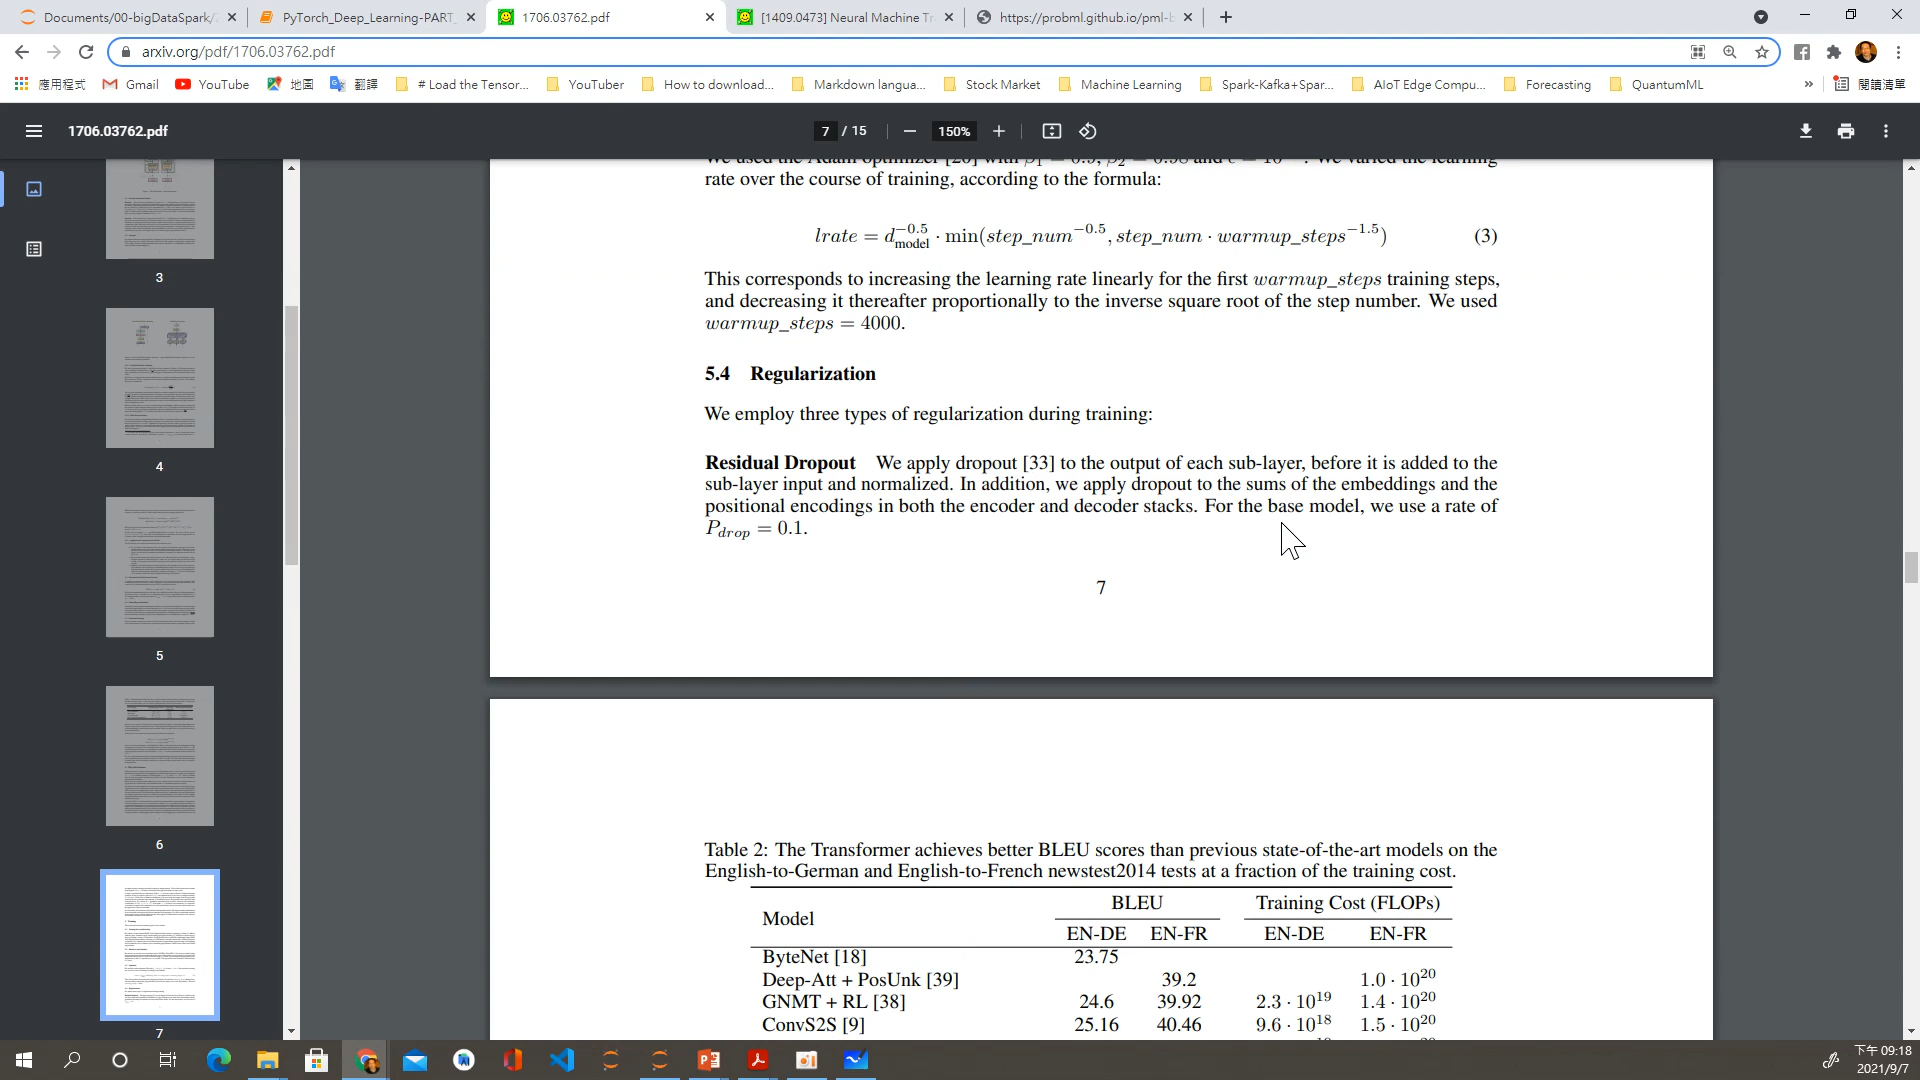 Documents/00-bigDataSpark/ PyTorch_Deep_Learning-PART_ 1706.03762.pdf [1409.0473] Neural Machine Tr https://probml.github.io/pml-b
arxiv.org/pdf/1706.03762.pdf
應用程式 Gmail YouTube 地圖 翻譯 # Load the Tensor... YouTuber How to download... Markdown langua... Stock Market Machine Learning Spark-Kafka+Spar... AIoT Edge Compu... Forecasting QuantumML » 閱讀清單
1706.03762.pdf 7 / 15 — 150% +
rate over the course of training, according to the formula:
lrate = d_model^−0.5 · min(step_num^−0.5, step_num · warmup_steps^−1.5) (3)
This corresponds to increasing the learning rate linearly for the first warmup_steps training steps,
and decreasing it thereafter proportionally to the inverse square root of the step number. We used
warmup_steps = 4000.
5.4 Regularization
We employ three types of regularization during training:
Residual Dropout We apply dropout [33] to the output of each sub-layer, before it is added to the
sub-layer input and normalized. In addition, we apply dropout to the sums of the embeddings and the
positional encodings in both the encoder and decoder stacks. For the base model, we use a rate of
P_drop = 0.1.
7
Table 2: The Transformer achieves better BLEU scores than previous state-of-the-art models on the
English-to-German and English-to-French newstest2014 tests at a fraction of the training cost.
Model BLEU Training Cost (FLOPs)
EN-DE EN-FR EN-DE EN-FR
ByteNet [18] 23.75
Deep-Att + PosUnk [39] 39.2 1.0 · 10^20
GNMT + RL [38] 24.6 39.92 2.3 · 10^19 1.4 · 10^20
ConvS2S [9] 25.16 40.46 9.6 · 10^18 1.5 · 10^20
3
4
5
6
7
下午 09:18
2021/9/7